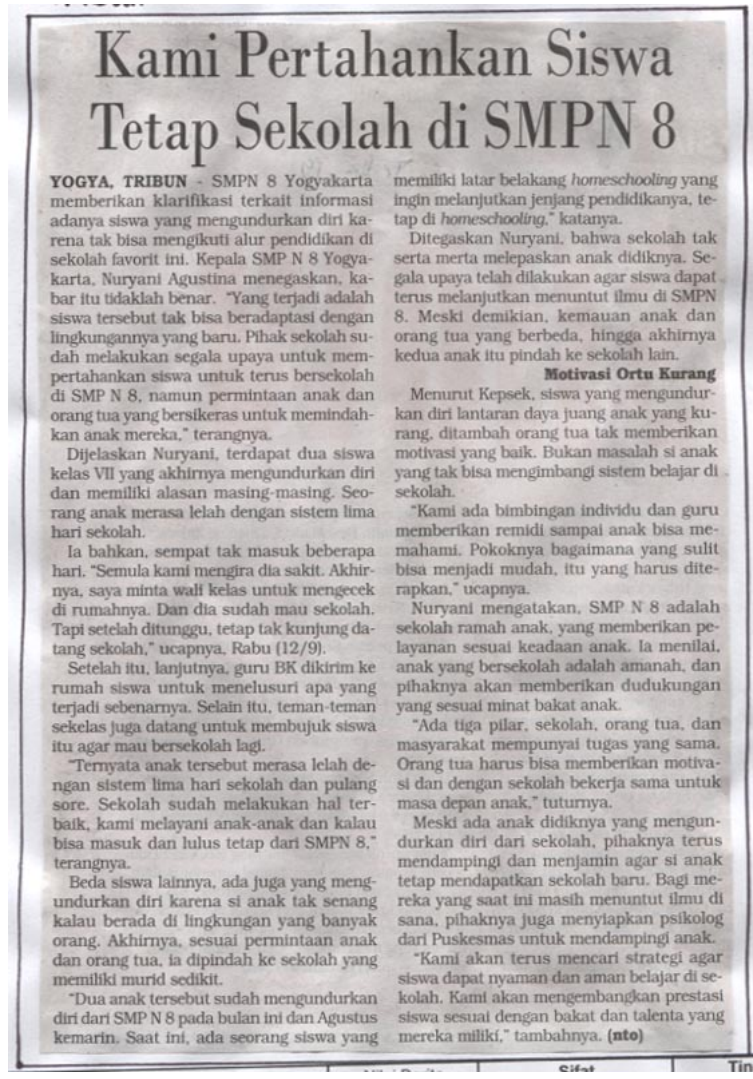 Kami Pertahankan Siswa
Tetap Sekolah di SMPN 8
YOGYA, TRIBUN - SMPN 8 Yogyakarta
memberikan klarifikasi terkait informasi
adanya siswa yang mengundurkan diri ka-
rena tak bisa mengikuti alur pendidikan di
sekolah favorit ini. Kepala SMP N 8 Yogya-
karta, Nuryani Agustina menegaskan, ka-
bar itu tidaklah benar. "Yang terjadi adalah
siswa tersebut tak bisa beradaptasi dengan
lingkungannya yang baru. Pihak sekolah su-
dah melakukan segala upaya untuk mem-
pertahankan siswa untuk terus bersekolah
di SMP N 8, namun permintaan anak dan
orang tua yang bersikeras untuk memindah-
kan anak mereka," terangnya.
Dijelaskan Nuryani, terdapat dua siswa
kelas VII yang akhirnya mengundurkan diri
dan memiliki alasan masing-masing. Seo-
rang anak merasa lelah dengan sistem lima
hari sekolah.
Ia bahkan, sempat tak masuk beberapa
hari. "Semula kami mengira dia sakit. Akhir-
nya, saya minta wali kelas untuk mengecek
di rumahnya. Dan dia sudah mau sekolah.
Tapi setelah ditunggu, tetap tak kunjung da-
tang sekolah," ucapnya, Rabu (12/9).
Setelah itu, lanjutnya, guru BK dikirim ke
rumah siswa untuk menelusuri apa yang
terjadi sebenarnya. Selain itu, teman-teman
sekelas juga datang untuk membujuk siswa
itu agar mau bersekolah lagi.
"Ternyata anak tersebut merasa lelah de-
ngan sistem lima hari sekolah dan pulang
sore. Sekolah sudah melakukan hal ter-
baik, kami melayani anak-anak dan kalau
bisa masuk dan lulus tetap dari SMPN 8,"
terangnya.
Beda siswa lainnya, ada juga yang meng-
undurkan diri karena si anak tak senang
kalau berada di lingkungan yang banyak
orang. Akhirnya, sesuai permintaan anak
dan orang tua, ia dipindah ke sekolah yang
memiliki murid sedikit.
"Dua anak tersebut sudah mengundurkan
diri dari SMP N 8 pada bulan ini dan Agustus
kemarin. Saat ini, ada seorang siswa yang
memiliki latar belakang homeschooling yang
ingin melanjutkan jenjang pendidikanya, te-
tap di homeschooling," katanya.
Ditegaskan Nuryani, bahwa sekolah tak
serta merta melepaskan anak didiknya. Se-
gala upaya telah dilakukan agar siswa dapat
terus melanjutkan menuntut ilmu di SMPN
8. Meski demikian, kemauan anak dan
orang tua yang berbeda, hingga akhirnya
kedua anak itu pindah ke sekolah lain.
Motivasi Ortu Kurang
Menurut Kepsek, siswa yang mengundur-
kan diri lantaran daya juang anak yang ku-
rang, ditambah orang tua tak memberikan
motivasi yang baik. Bukan masalah si anak
yang tak bisa mengimbangi sistem belajar di
sekolah.
"Kami ada bimbingan individu dan guru
memberikan remidi sampai anak bisa me-
mahami. Pokoknya bagaimana yang sulit
bisa menjadi mudah, itu yang harus dite-
rapkan," ucapnya.
Nuryani mengatakan, SMP N 8 adalah
sekolah ramah anak, yang memberikan pe-
layanan sesuai keadaan anak. Ia menilai,
anak yang bersekolah adalah amanah, dan
pihaknya akan memberikan dudukungan
yang sesuai minat bakat anak.
"Ada tiga pilar, sekolah, orang tua, dan
masyarakat mempunyai tugas yang sama.
Orang tua harus bisa memberikan motiva-
si dan dengan sekolah bekerja sama untuk
masa depan anak," tuturnya.
Meski ada anak didiknya yang mengun-
durkan diri dari sekolah, pihaknya terus
mendampingi dan menjamin agar si anak
tetap mendapatkan sekolah baru. Bagi me-
reka yang saat ini masih menuntut ilmu di
sana, pihaknya juga menyiapkan psikolog
dari Puskesmas untuk mendampingi anak.
"Kami akan terus mencari strategi agar
siswa dapat nyaman dan aman belajar di se-
kolah. Kami akan mengembangkan prestasi
siswa sesuai dengan bakat dan talenta yang
mereka miliki," tambahnya. (nto)